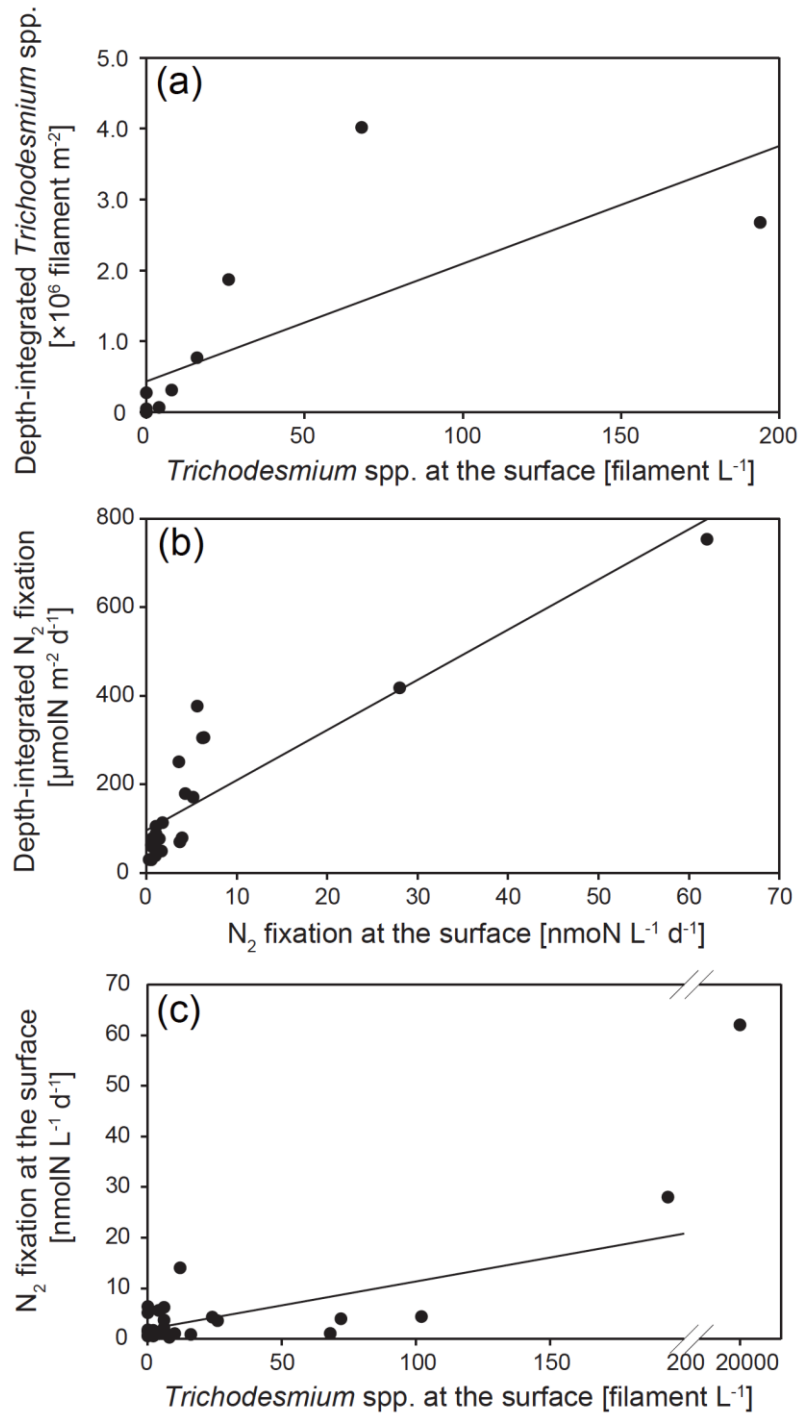 (a)
Depth-integrated Trichodesmium spp.
[×10⁶ filament m⁻²]
5.0
4.0
3.0
2.0
1.0
0
0 50 100 150 200
Trichodesmium spp. at the surface [filament L⁻¹]
(b)
Depth-integrated N₂ fixation
[µmolN m⁻² d⁻¹]
800
600
400
200
0
0 10 20 30 40 50 60 70
N₂ fixation at the surface [nmoN L⁻¹ d⁻¹]
(c)
N₂ fixation at the surface
[nmolN L⁻¹ d⁻¹]
70
60
50
40
30
20
10
0
0 50 100 150 200 20000
Trichodesmium spp. at the surface [filament L⁻¹]